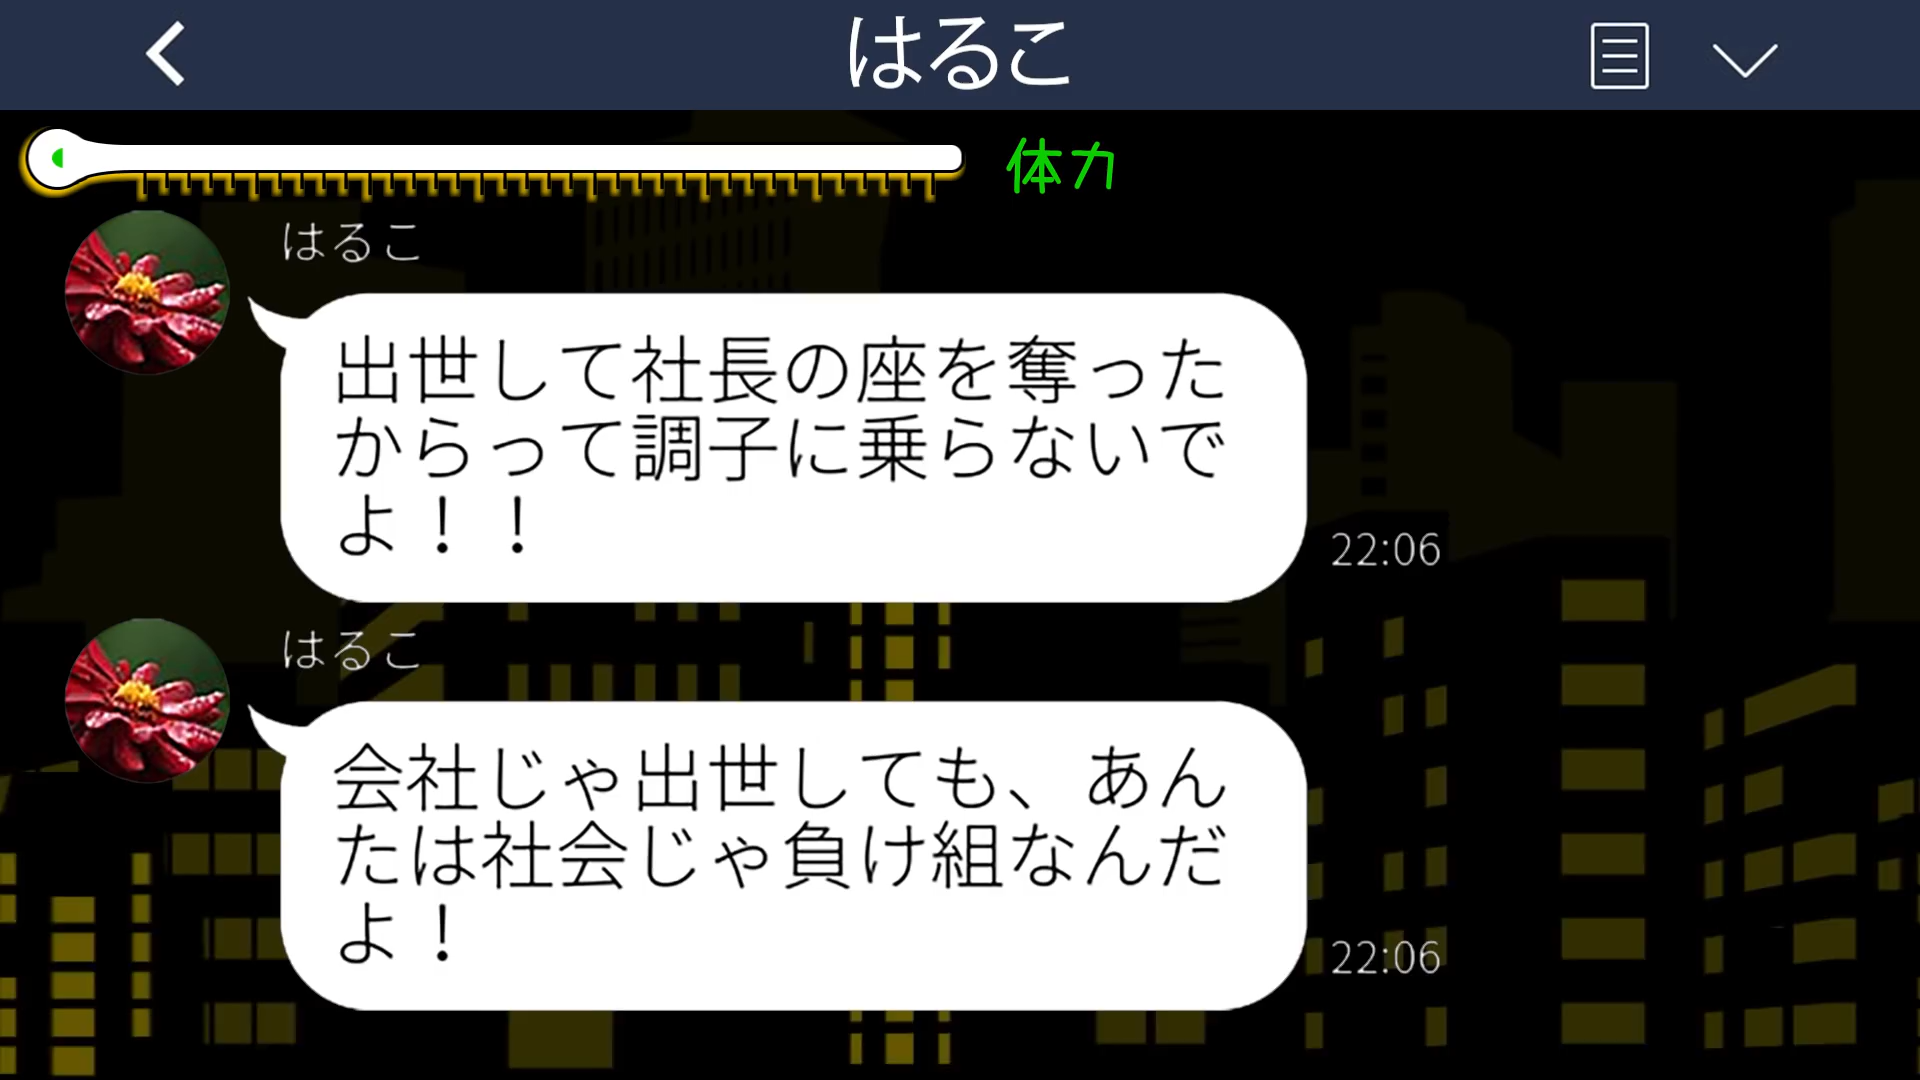 はるこ
体力
はるこ
出世して社長の座を奪った
からって調子に乗らないで
よ！！
22:06
はるこ
会社じゃ出世しても、あん
たは社会じゃ負け組なんだ
よ！
22:06